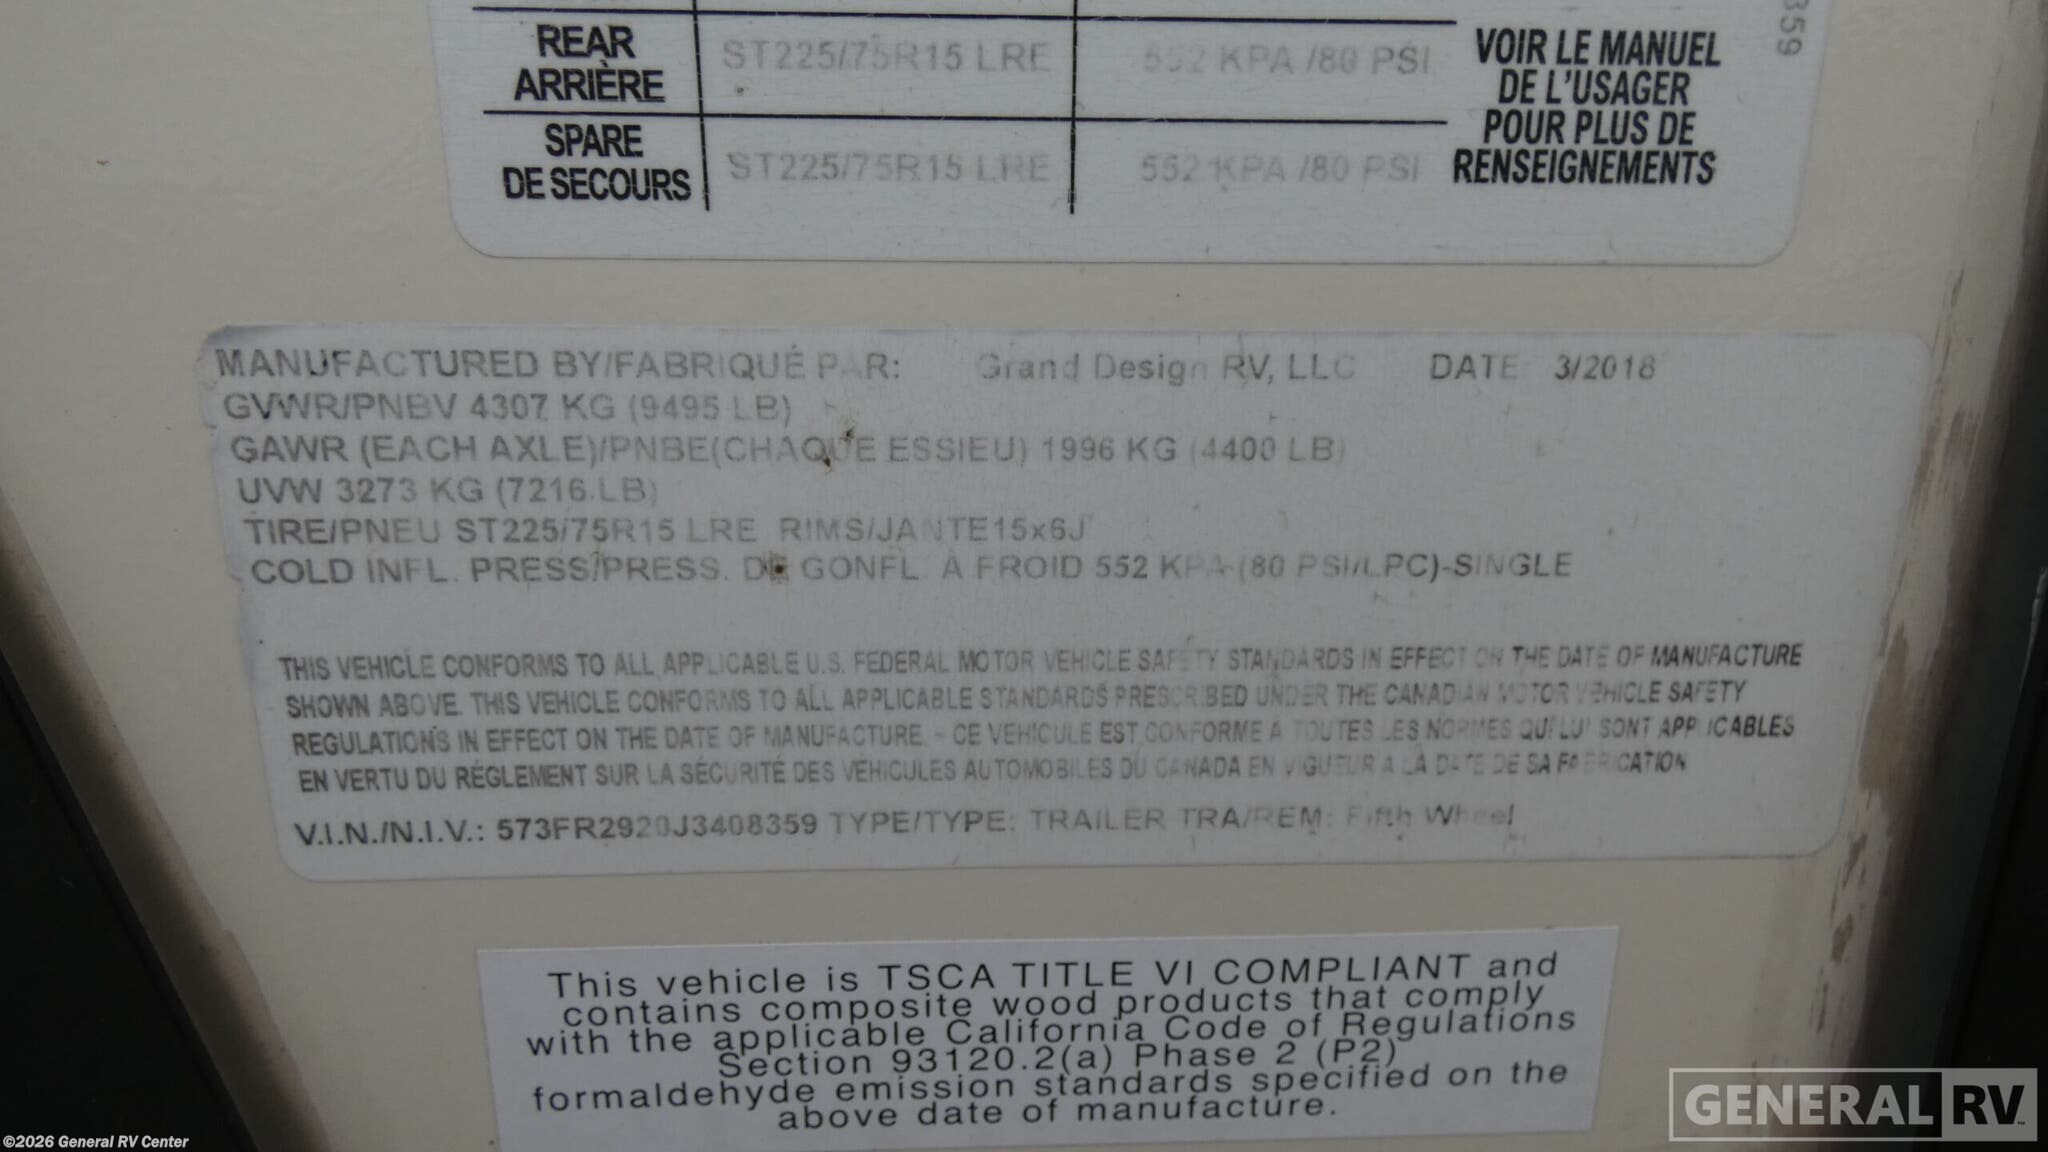 359
REAR
ARRIÈRE
ST225/75R15 LRE
552 KPA /80 PSI
SPARE
DE SECOURS
ST225/75R15 LRE
552 KPA /80 PSI
VOIR LE MANUEL
DE L'USAGER
POUR PLUS DE
RENSEIGNEMENTS
MANUFACTURED BY/FABRIQUÉ PAR: Grand Design RV, LLC DATE: 3/2018
GVWR/PNBV 4307 KG (9495 LB)
GAWR (EACH AXLE)/PNBE(CHAQUE ESSIEU) 1996 KG (4400 LB)
UVW 3273 KG (7216 LB)
TIRE/PNEU ST225/75R15 LRE RIMS/JANTE15x6J
COLD INFL. PRESS/PRESS. DE GONFL. À FROID 552 KPA (80 PSI/LPC)-SINGLE
THIS VEHICLE CONFORMS TO ALL APPLICABLE U.S. FEDERAL MOTOR VEHICLE SAFETY STANDARDS IN EFFECT ON THE DATE OF MANUFACTURE
SHOWN ABOVE. THIS VEHICLE CONFORMS TO ALL APPLICABLE STANDARDS PRESCRIBED UNDER THE CANADIAN MOTOR VEHICLE SAFETY
REGULATIONS IN EFFECT ON THE DATE OF MANUFACTURE. - CE VEHICULE EST CONFORME À TOUTES LES NORMES QUI LUI SONT APPLICABLES
EN VERTU DU RÉGLEMENT SUR LA SÉCURITÉ DES VÉHICULES AUTOMOBILES DU CANADA EN VIGUEUR A LA DATE DE SA FABRICATION
V.I.N./N.I.V.: 573FR2920J3408359 TYPE/TYPE: TRAILER TRA/REM: Fifth Wheel
This vehicle is TSCA TITLE VI COMPLIANT and
contains composite wood products that comply
with the applicable California Code of Regulations
Section 93120.2(a) Phase 2 (P2)
formaldehyde emission standards specified on the
above date of manufacture.
GENERAL RV
©2026 General RV Center